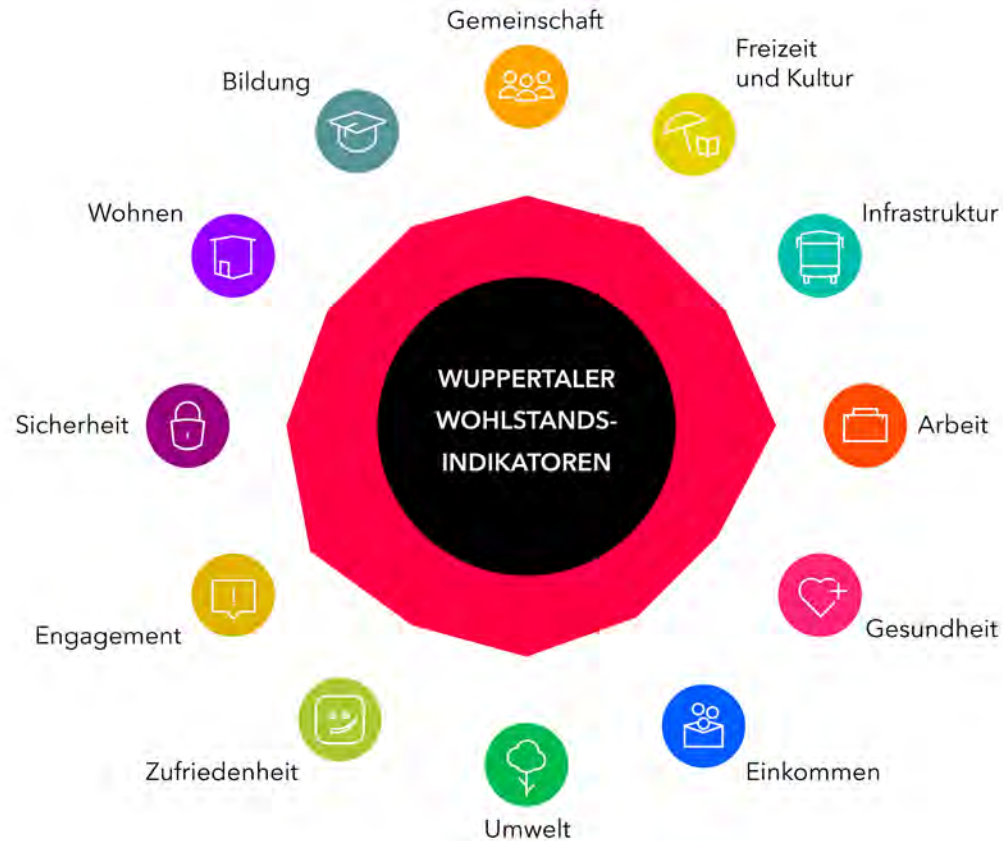 Gemeinschaft
Freizeit
und Kultur
Bildung
Wohnen
Infrastruktur
WUPPERTALER
WOHLSTANDS-
INDIKATOREN
Sicherheit
Arbeit
Engagement
Gesundheit
Zufriedenheit
Einkommen
Umwelt